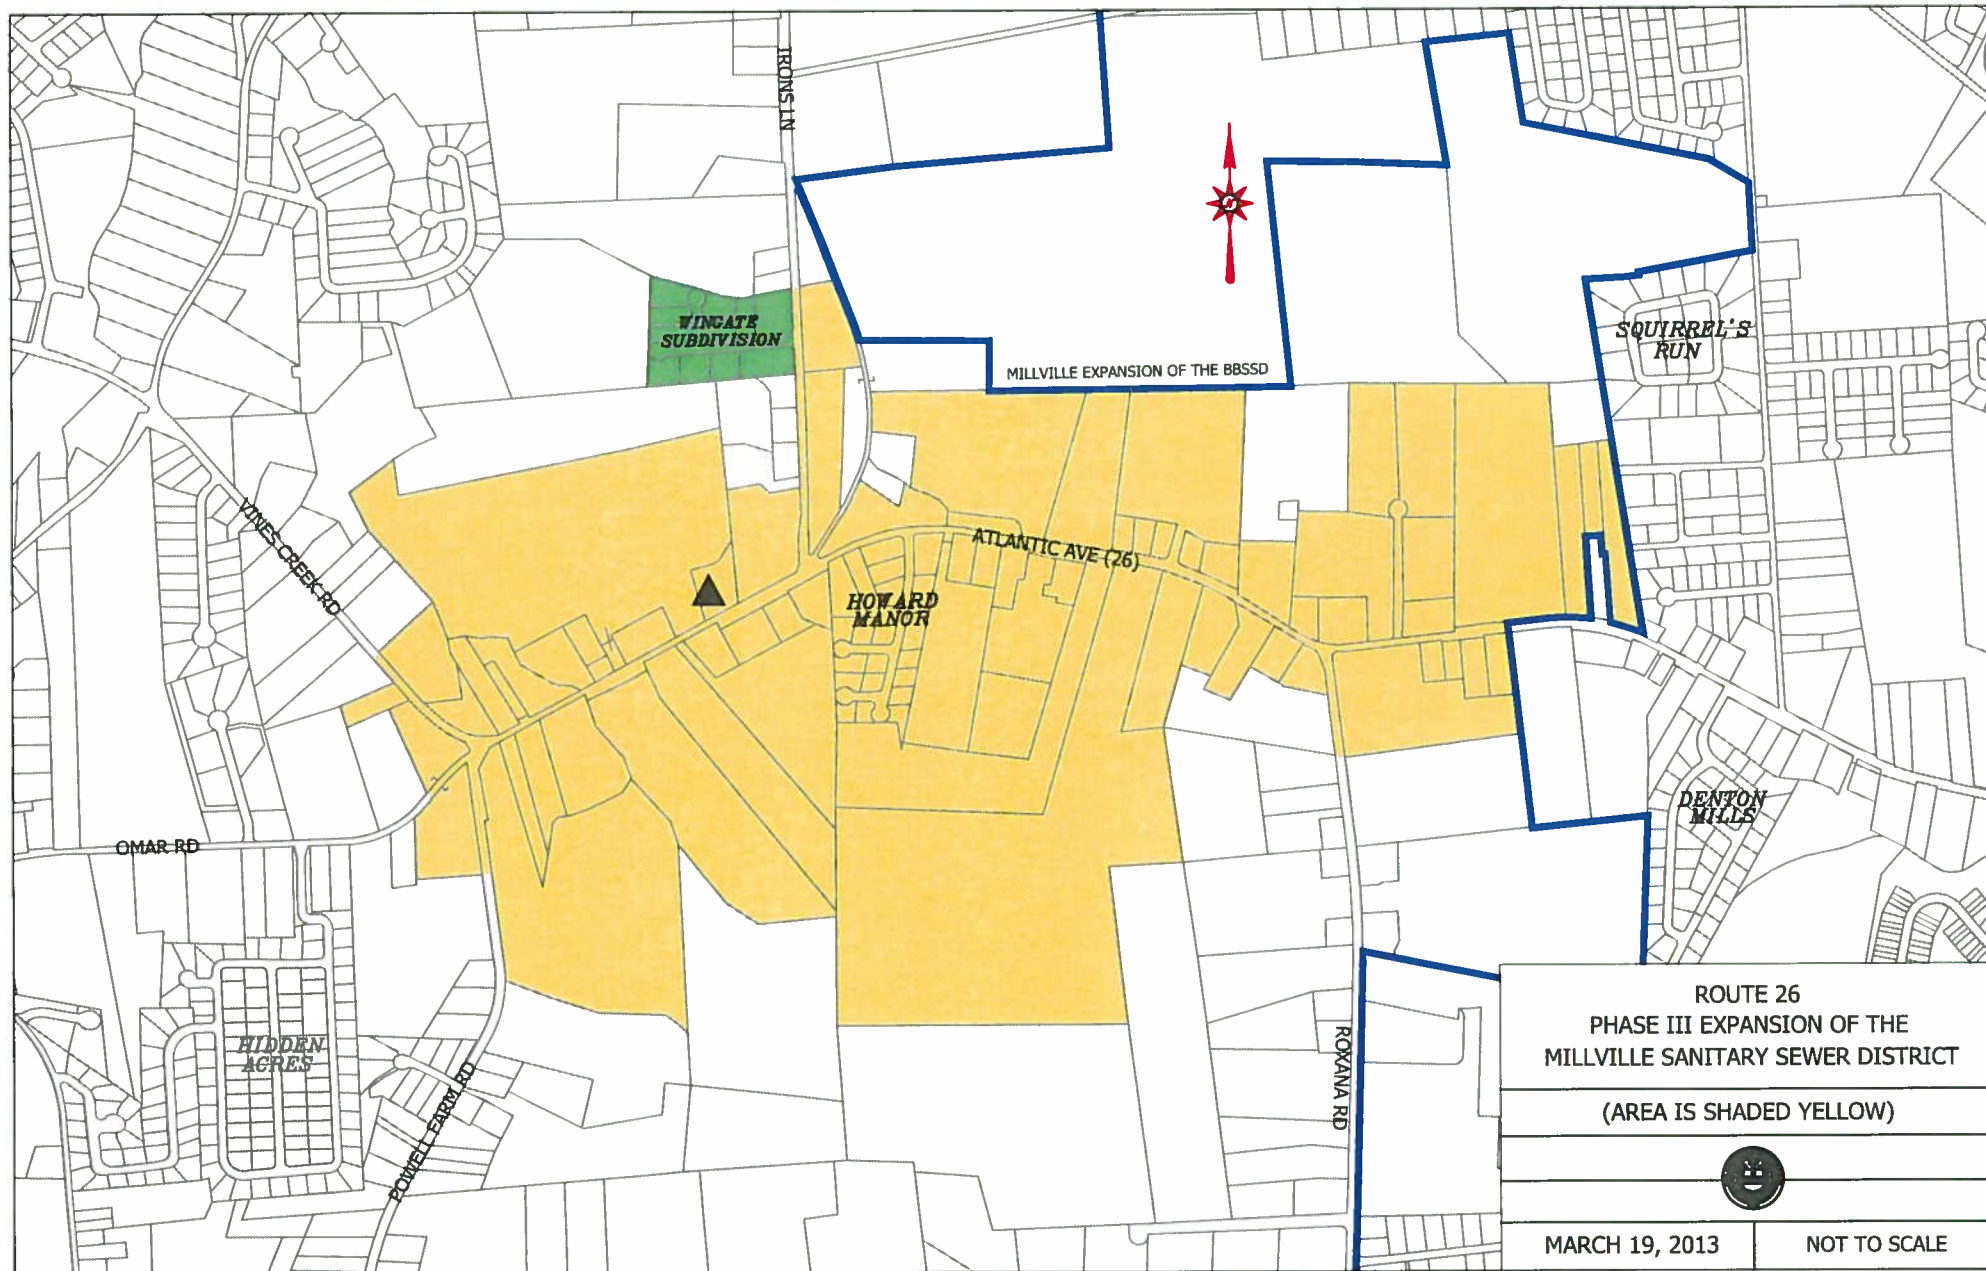 IRONS LN
WINGATE
SUBDIVISION
SQUIRREL'S
RUN
MILLVILLE EXPANSION OF THE BBSSD
VINES CREEK RD
ATLANTIC AVE (26)
HOWARD
MANOR
DENTON
MILLS
OMAR RD
HIDDEN
ACRES
POWELL FARM RD
ROXANA RD
ROUTE 26
PHASE III EXPANSION OF THE
MILLVILLE SANITARY SEWER DISTRICT
(AREA IS SHADED YELLOW)
MARCH 19, 2013
NOT TO SCALE